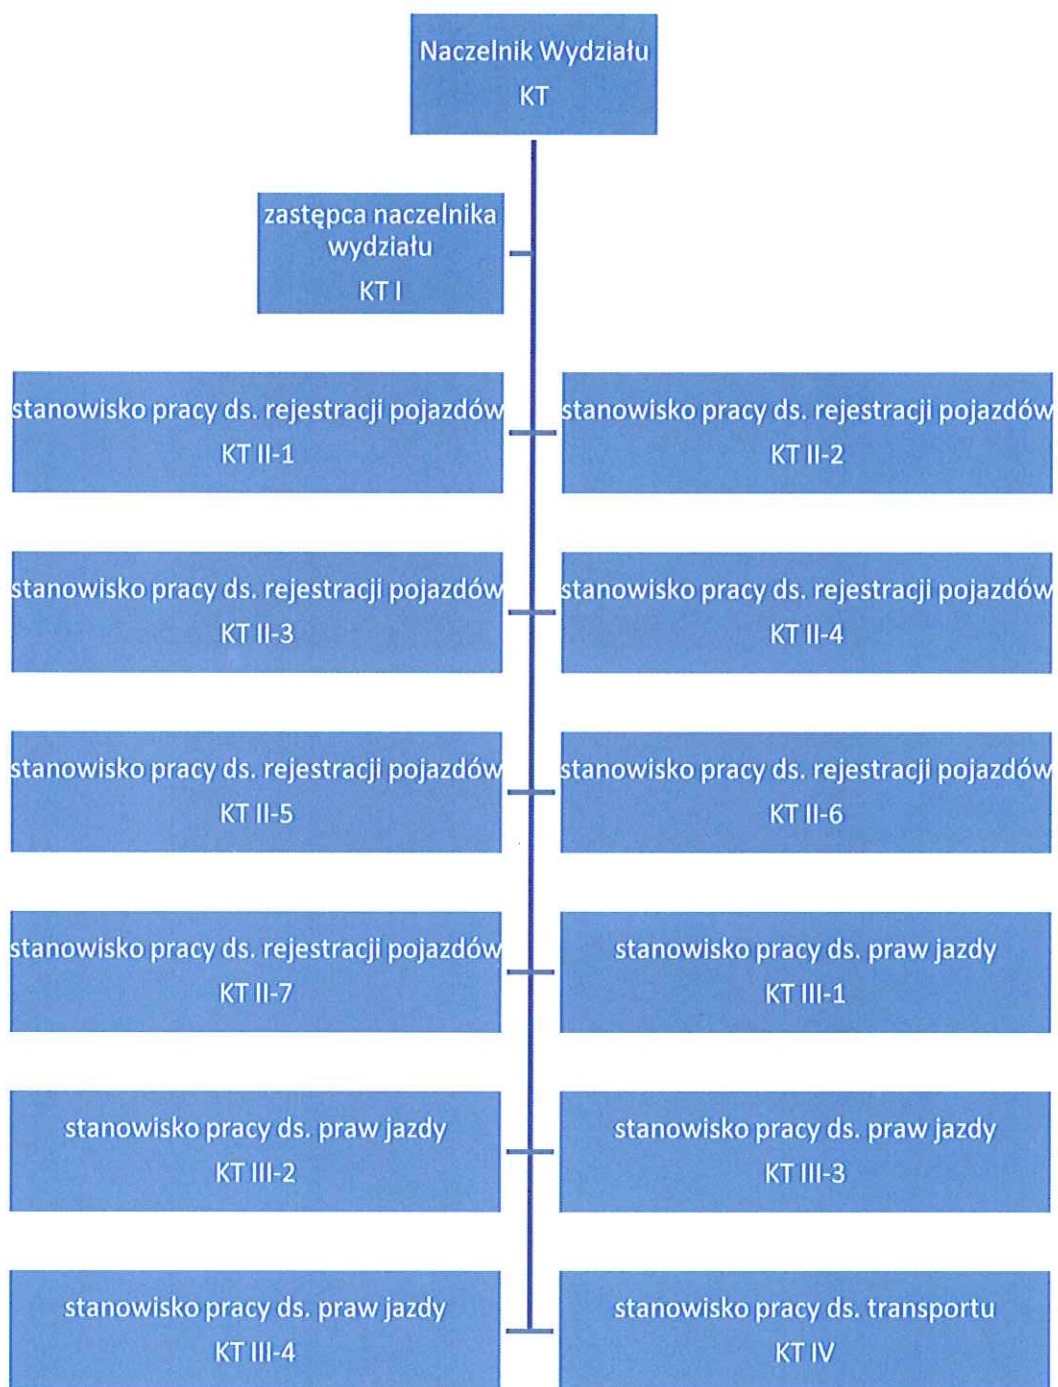 Naczelnik Wydziału
KT
zastępca naczelnika
wydziału
KT I
stanowisko pracy ds. rejestracji pojazdów
KT II-1
stanowisko pracy ds. rejestracji pojazdów
KT II-2
stanowisko pracy ds. rejestracji pojazdów
KT II-3
stanowisko pracy ds. rejestracji pojazdów
KT II-4
stanowisko pracy ds. rejestracji pojazdów
KT II-5
stanowisko pracy ds. rejestracji pojazdów
KT II-6
stanowisko pracy ds. rejestracji pojazdów
KT II-7
stanowisko pracy ds. praw jazdy
KT III-1
stanowisko pracy ds. praw jazdy
KT III-2
stanowisko pracy ds. praw jazdy
KT III-3
stanowisko pracy ds. praw jazdy
KT III-4
stanowisko pracy ds. transportu
KT IV